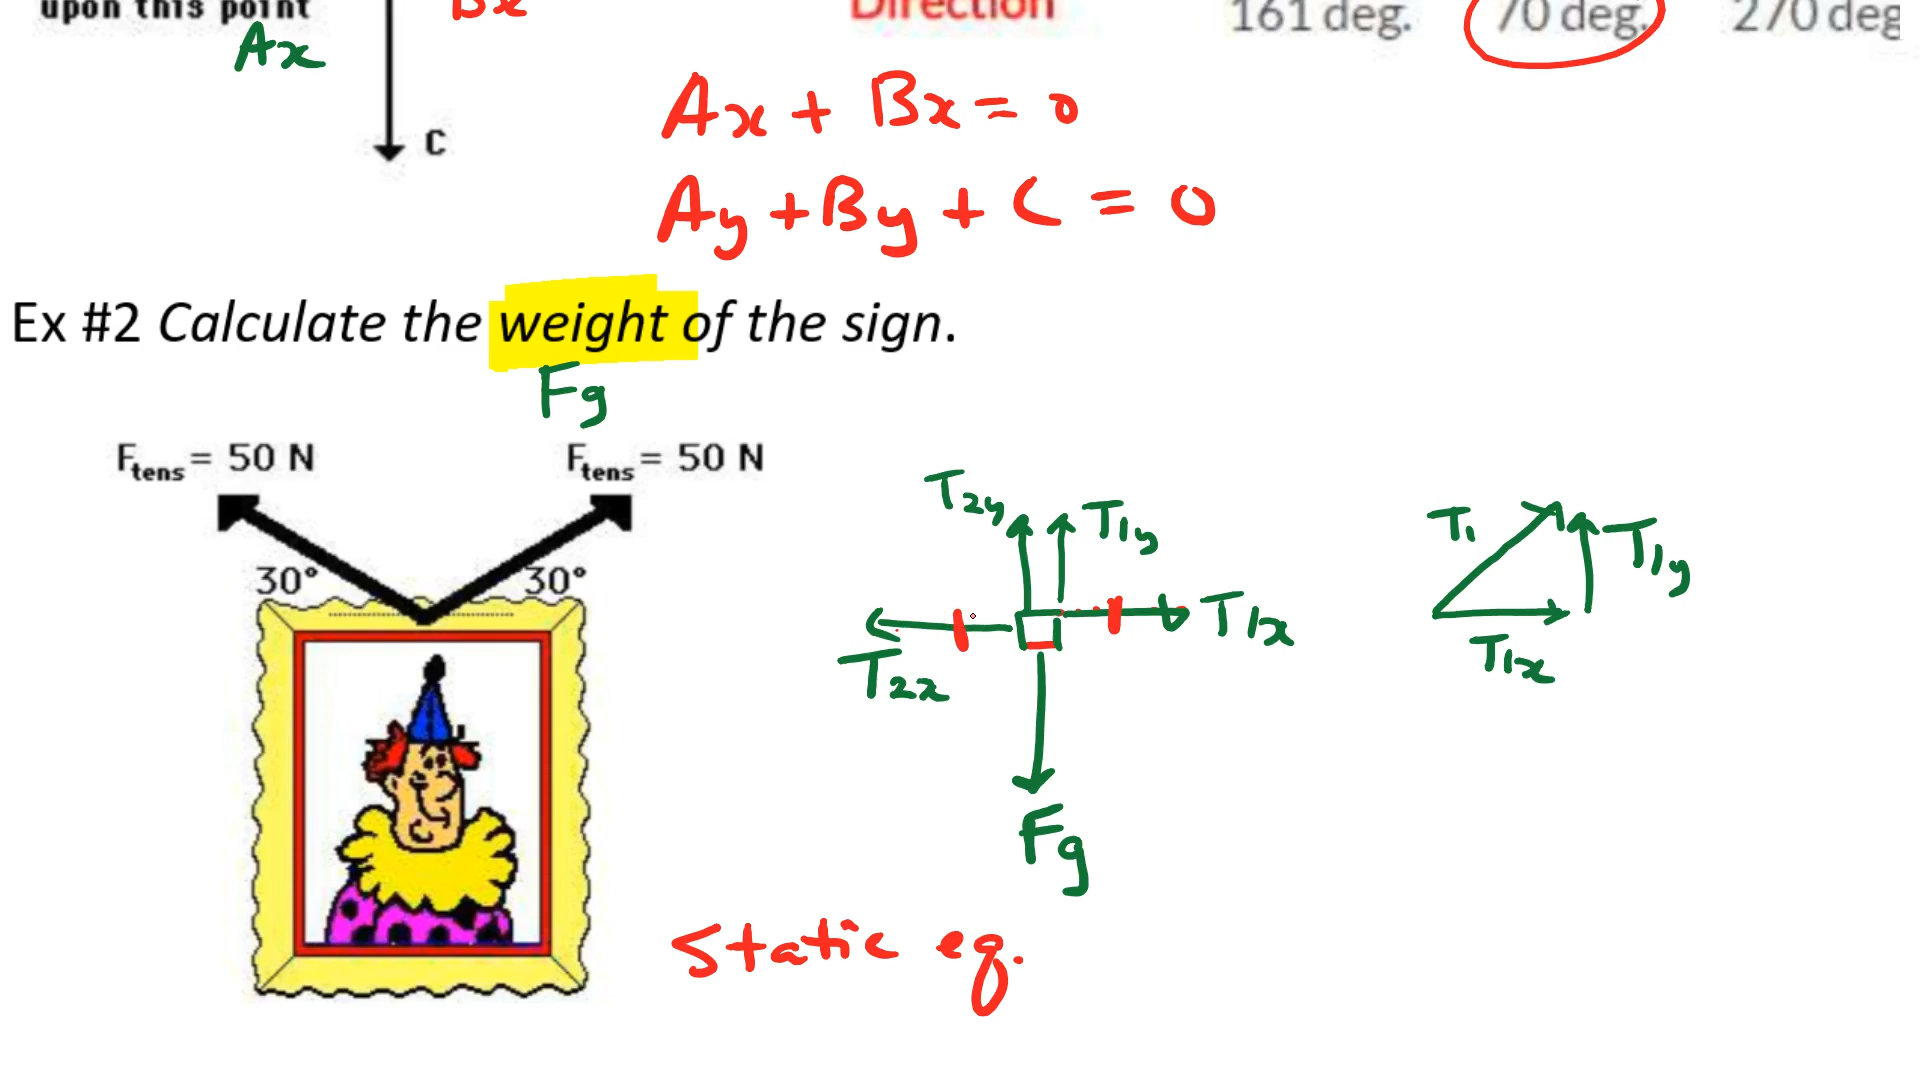 upon this point
Bx
Direction
161 deg.
70 deg.
270 deg
Ax
C
Ax + Bx = 0
Ay + By + C = 0
Ex #2 Calculate the weight of the sign.
Fg
Ftens = 50 N
Ftens = 50 N
30°
30°
T2y
T1y
T1x
T2x
Fg
T1
T1y
T1x
Static eq.